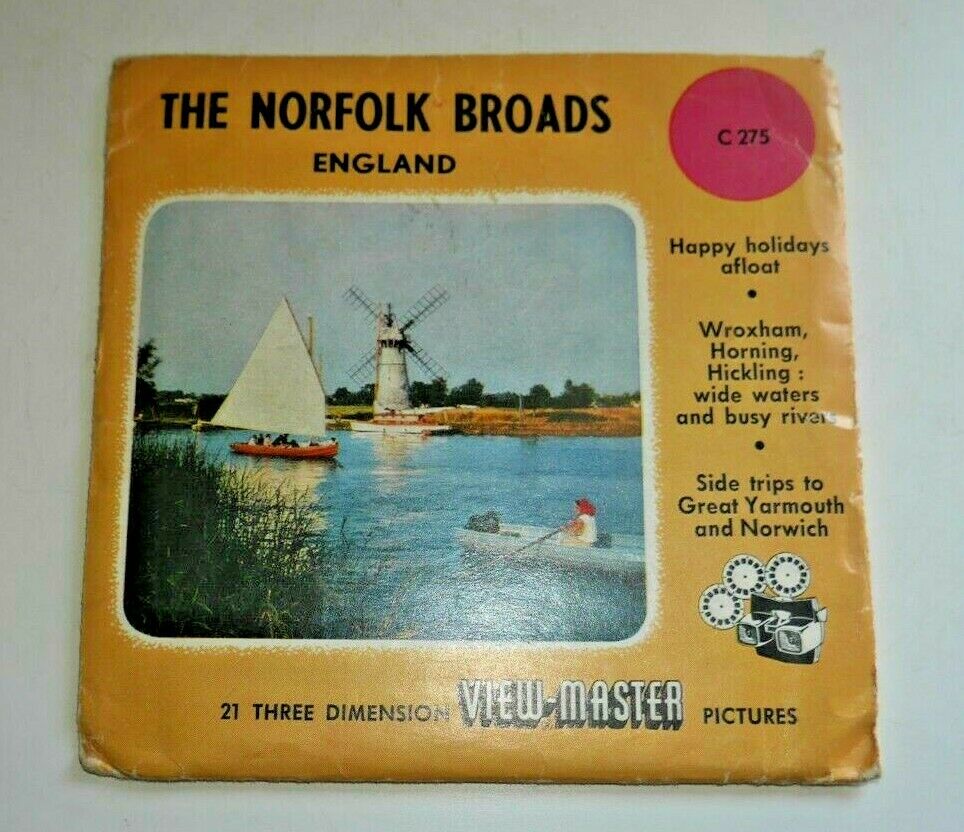 THE NORFOLK BROADS
ENGLAND
C 275
Happy holidays
afloat
•
Wroxham,
Horning,
Hickling :
wide waters
and busy rivers
•
Side trips to
Great Yarmouth
and Norwich
21 THREE DIMENSION VIEW-MASTER PICTURES